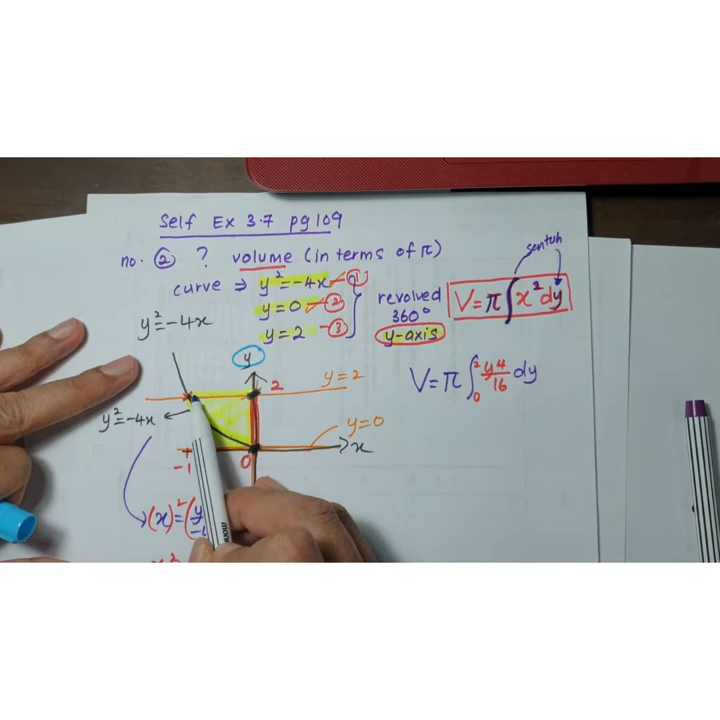 Self Ex 3.7 pg 109
no. ② ? volume (in terms of π)
sentuh
curve ⇒ y² = -4x — ①
y = 0 — ②
y = 2 — ③
revolved
360°
y-axis
V = π ∫ x² dy
y² = -4x
y
2
y = 2
V = π ∫₀² y⁴/16 dy
y² = -4x
y = 0
x
-1
0
(x)² = (y